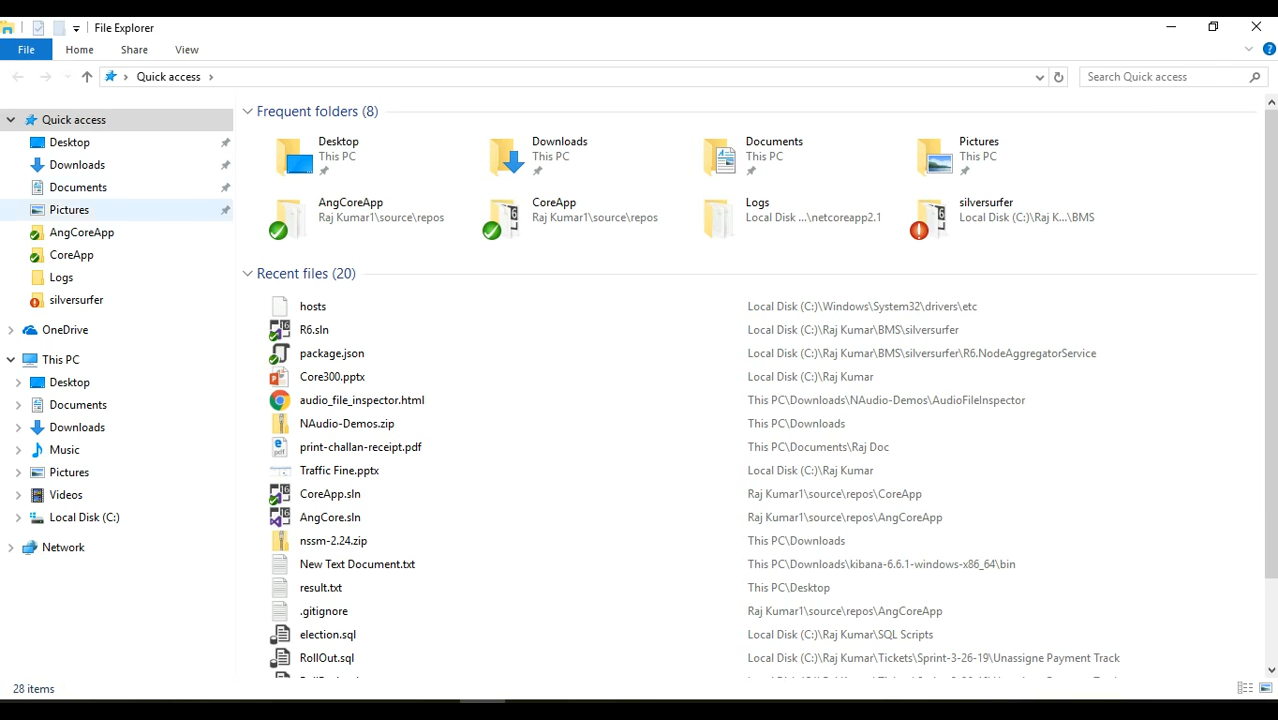 File Explorer
File Home Share View
Quick access
Search Quick access
Quick access
Desktop
Downloads
Documents
Pictures
AngCoreApp
CoreApp
Logs
silversurfer
OneDrive
This PC
Desktop
Documents
Downloads
Music
Pictures
Videos
Local Disk (C:)
Network
Frequent folders (8)
Desktop
This PC
Downloads
This PC
Documents
This PC
Pictures
This PC
AngCoreApp
Raj Kumar1\source\repos
CoreApp
Raj Kumar1\source\repos
Logs
Local Disk ...\netcoreapp2.1
silversurfer
Local Disk (C:)\Raj K...\BMS
Recent files (20)
hosts Local Disk (C:)\Windows\System32\drivers\etc
R6.sln Local Disk (C:)\Raj Kumar\BMS\silversurfer
package.json Local Disk (C:)\Raj Kumar\BMS\silversurfer\R6.NodeAggregatorService
Core300.pptx Local Disk (C:)\Raj Kumar
audio_file_inspector.html This PC\Downloads\NAudio-Demos\AudioFileInspector
NAudio-Demos.zip This PC\Downloads
print-challan-receipt.pdf This PC\Documents\Raj Doc
Traffic Fine.pptx Local Disk (C:)\Raj Kumar
CoreApp.sln Raj Kumar1\source\repos\CoreApp
AngCore.sln Raj Kumar1\source\repos\AngCoreApp
nssm-2.24.zip This PC\Downloads
New Text Document.txt This PC\Downloads\kibana-6.6.1-windows-x86_64\bin
result.txt This PC\Desktop
.gitignore Raj Kumar1\source\repos\AngCoreApp
election.sql Local Disk (C:)\Raj Kumar\SQL Scripts
RollOut.sql Local Disk (C:)\Raj Kumar\Tickets\Sprint-3-26-19\Unassigne Payment Track
28 items